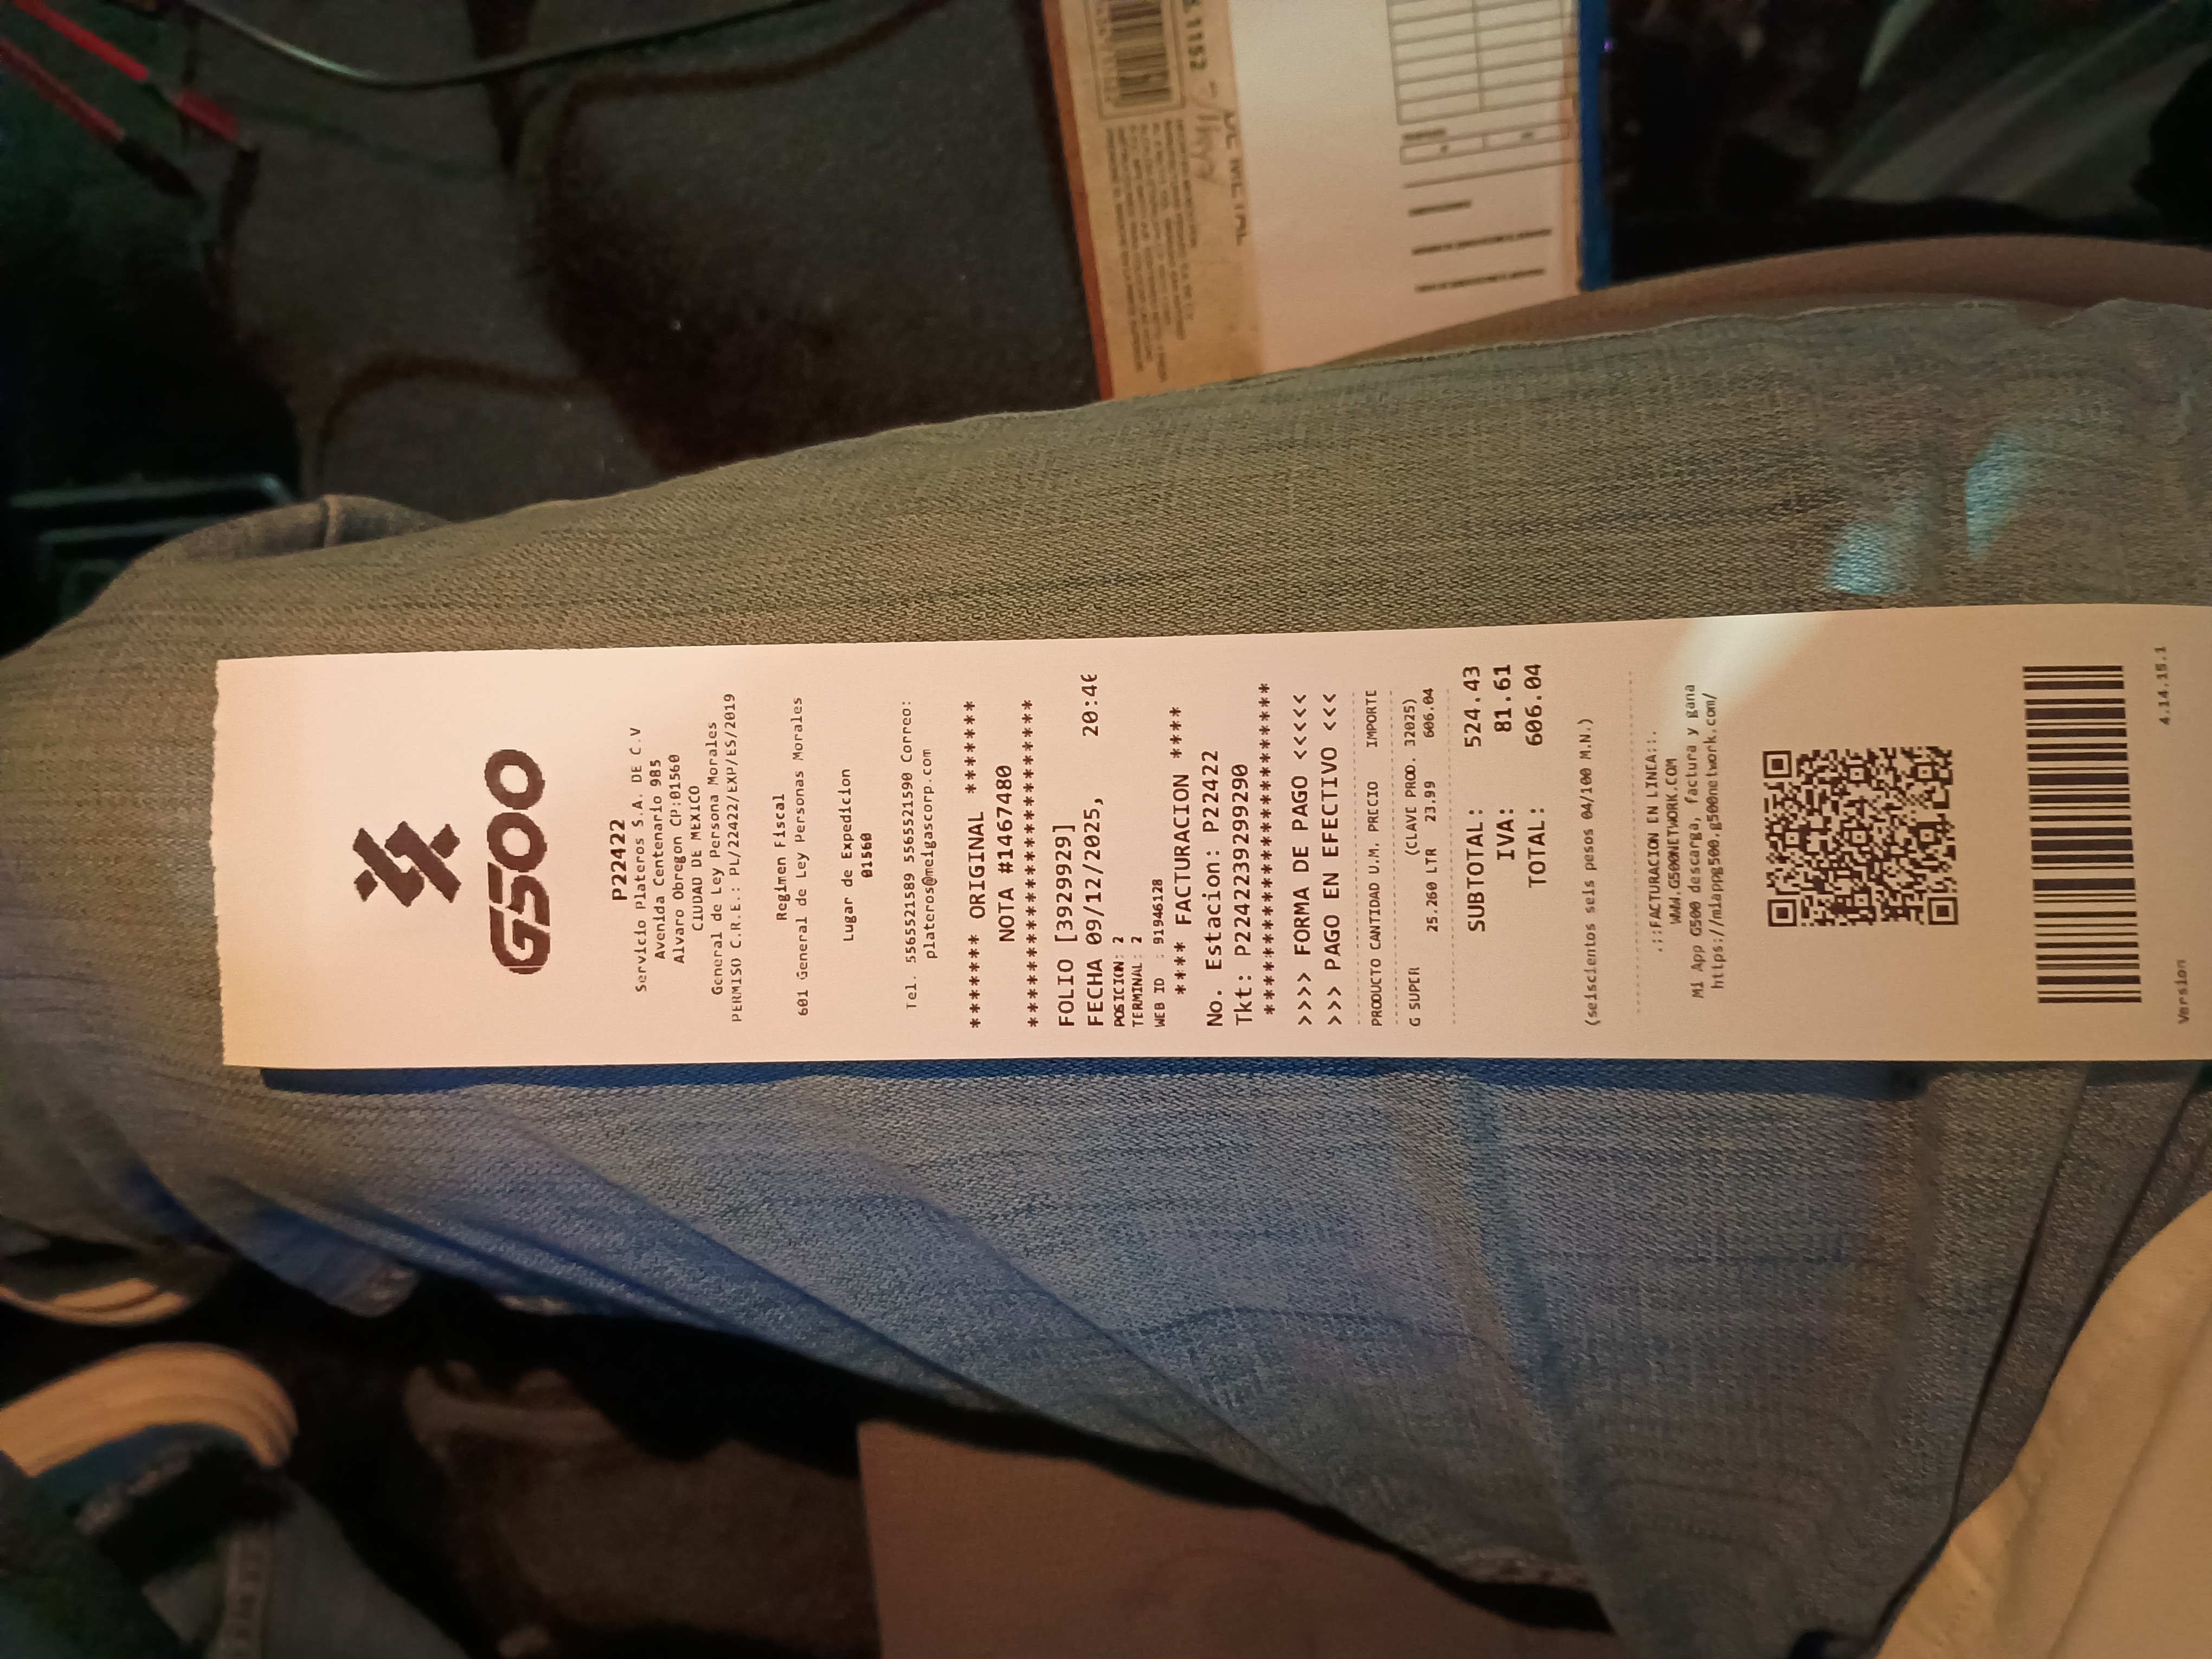 G500
P22422
Servicio Plateros S.A. DE C.V
Avenida Centenario 985
Alvaro Obregon CP:01560
CIUDAD DE MEXICO
General de Ley Persona Morales
PERMISO C.R.E.: PL/22422/EXP/ES/2019
Regimen Fiscal
601 General de Ley Personas Morales
Lugar de Expedicion
01560
Tel. 5565521589 5565521590 Correo:
plateros@meigascorp.com
******* ORIGINAL *******
NOTA #1467480
**************************
FOLIO [39299929]
FECHA 09/12/2025, 20:4
POSICION: 2
TERMINAL: 2
WEB ID : 91946128
**** FACTURACION ****
No. Estacion: P22422
Tkt: P2242239299290
***************************
>>>> FORMA DE PAGO <<<<<
>>> PAGO EN EFECTIVO <<<
PRODUCTO CANTIDAD U.M. PRECIO IMPORTE
G SUPER (CLAVE PROD. 32025)
25.260 LTR 23.99 606.04
SUBTOTAL: 524.43
IVA: 81.61
TOTAL: 606.04
(seiscientos seis pesos 04/100 M.N.)
.::FACTURACION EN LINEA::.
WWW.G500NETWORK.COM
Mi App G500 descarga, factura y gana
https://miappg500.g500network.com/
Version 4.14.15.1